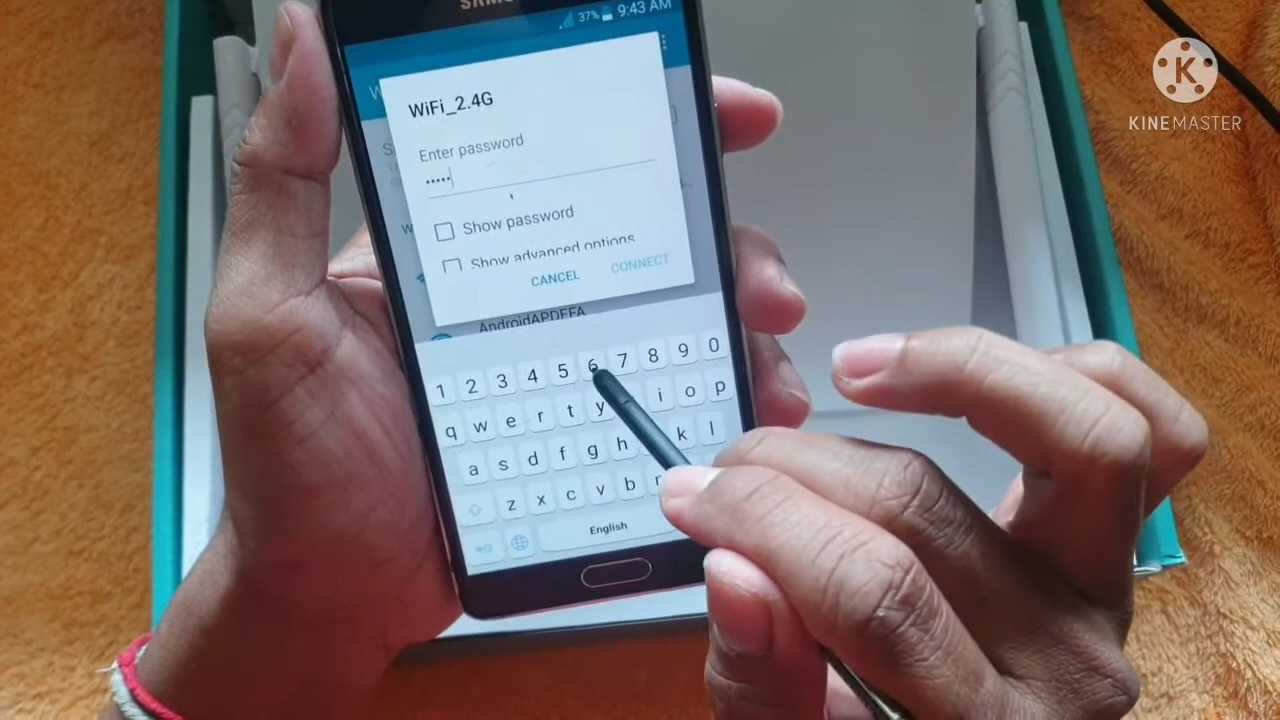 9:43 AM
37%
WiFi_2.4G
Enter password
•••••
Show password
Show advanced options
CANCEL CONNECT
1 2 3 4 5 6 7 8 9 0
q w e r t y i o p
a s d f g h k l
z x c v b
English
K
KINEMASTER